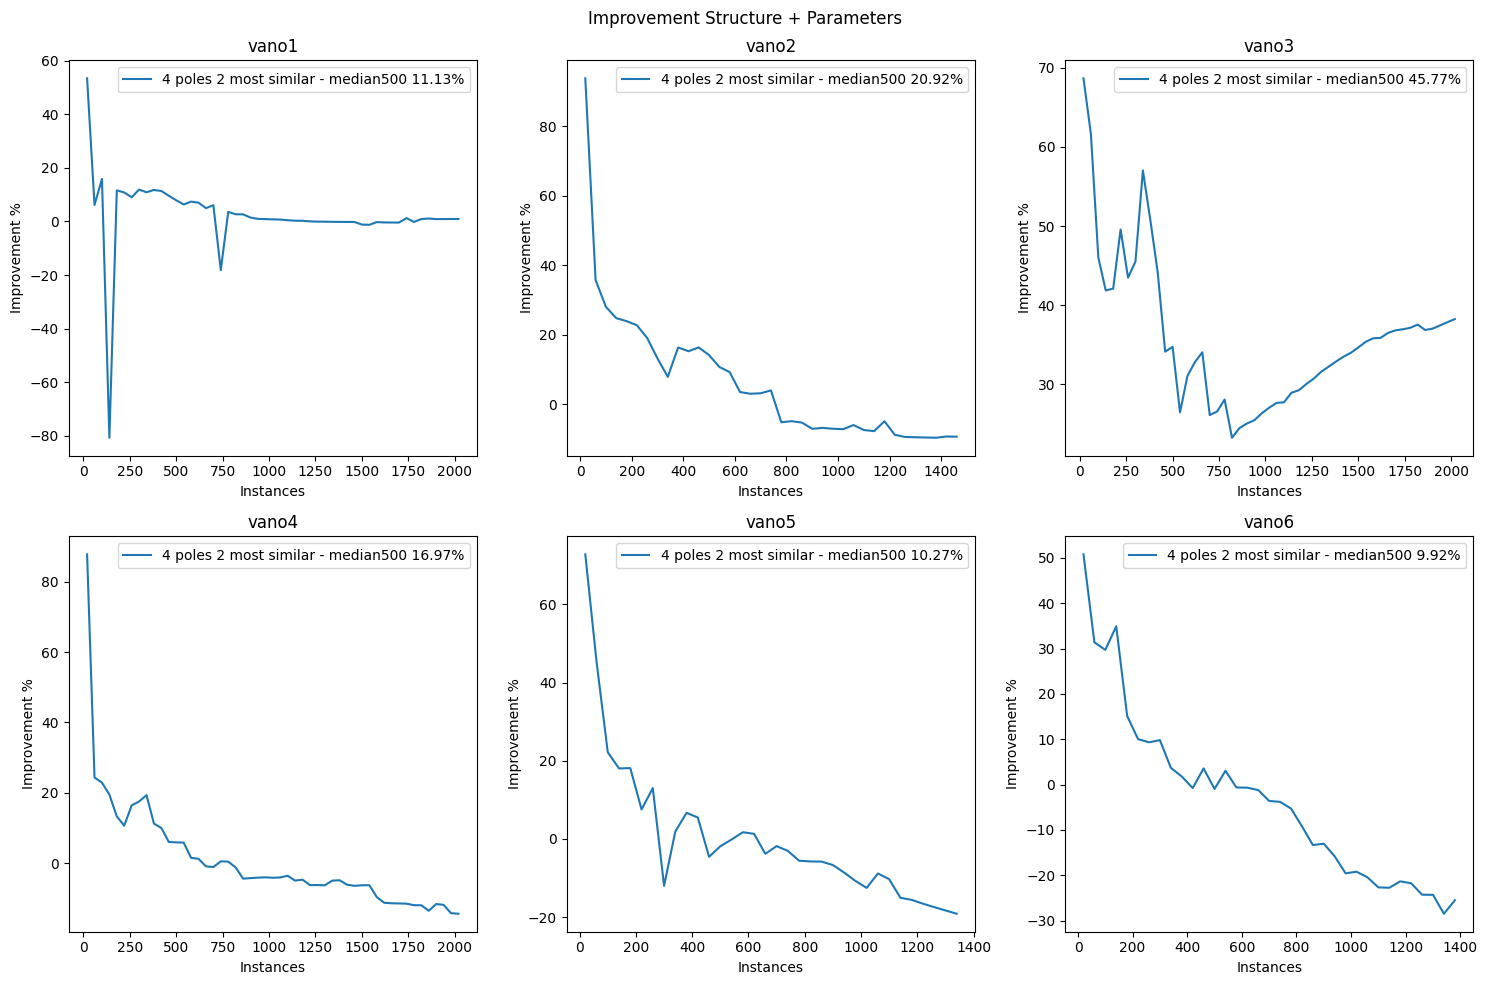 Improvement Structure + Parameters
vano1
4 poles 2 most similar - median500 11.13%
60
40
20
0
−20
−40
−60
−80
Improvement %
0 250 500 750 1000 1250 1500 1750 2000
Instances
vano2
4 poles 2 most similar - median500 20.92%
80
60
40
20
0
Improvement %
0 200 400 600 800 1000 1200 1400
Instances
vano3
4 poles 2 most similar - median500 45.77%
70
60
50
40
30
Improvement %
0 250 500 750 1000 1250 1500 1750 2000
Instances
vano4
4 poles 2 most similar - median500 16.97%
80
60
40
20
0
Improvement %
0 250 500 750 1000 1250 1500 1750 2000
Instances
vano5
4 poles 2 most similar - median500 10.27%
60
40
20
0
−20
Improvement %
0 200 400 600 800 1000 1200 1400
Instances
vano6
4 poles 2 most similar - median500 9.92%
50
40
30
20
10
0
−10
−20
−30
Improvement %
0 200 400 600 800 1000 1200 1400
Instances